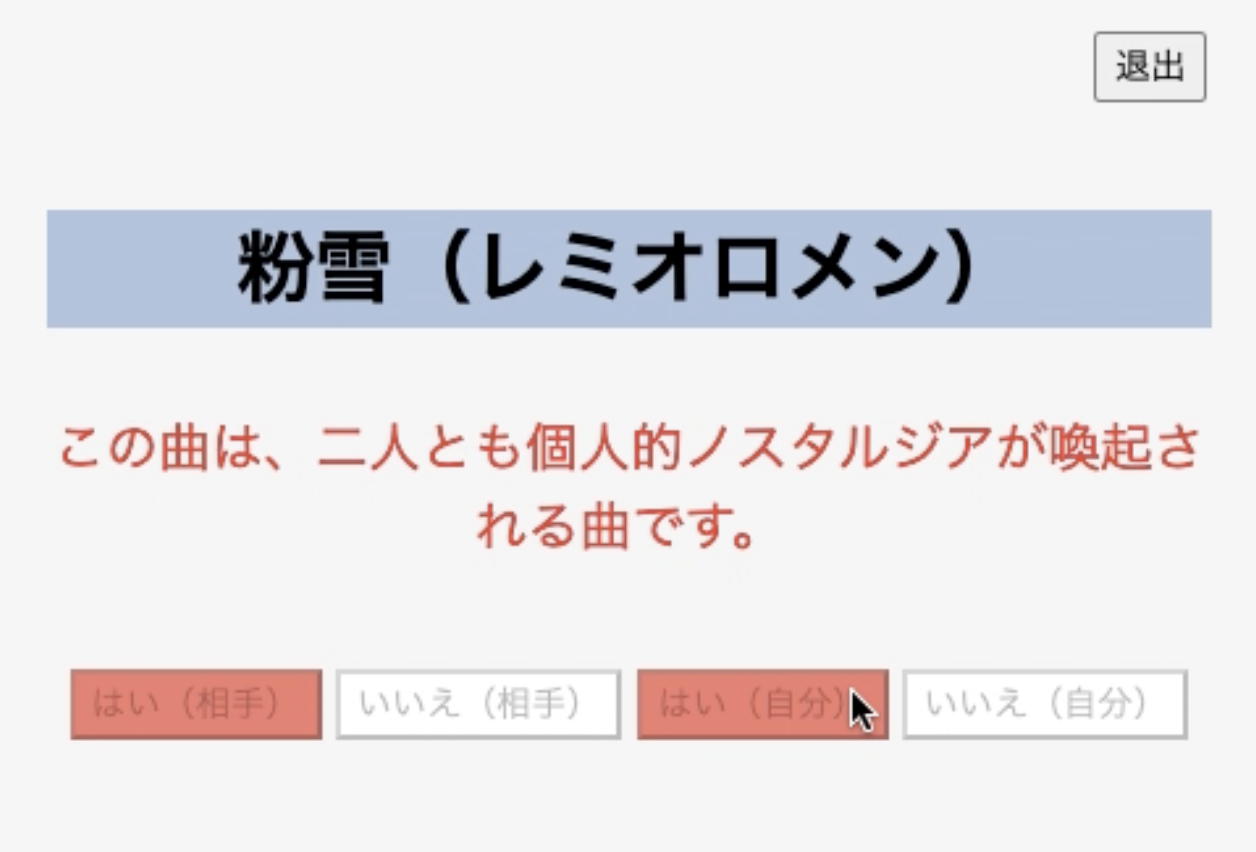 退出
粉雪（レミオロメン）
この曲は、二人とも個人的ノスタルジアが喚起さ
れる曲です。
はい（相手） いいえ（相手） はい（自分） いいえ（自分）